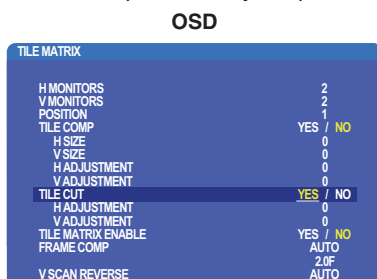 OSD
TILE MATRIX
H MONITORS 2
V MONITORS 2
POSITION 1
TILE COMP YES / NO
H SIZE 0
V SIZE 0
H ADJUSTMENT 0
V ADJUSTMENT 0
TILE CUT YES / NO
H ADJUSTMENT 0
V ADJUSTMENT 0
TILE MATRIX ENABLE YES / NO
FRAME COMP AUTO
2.0F
V SCAN REVERSE AUTO